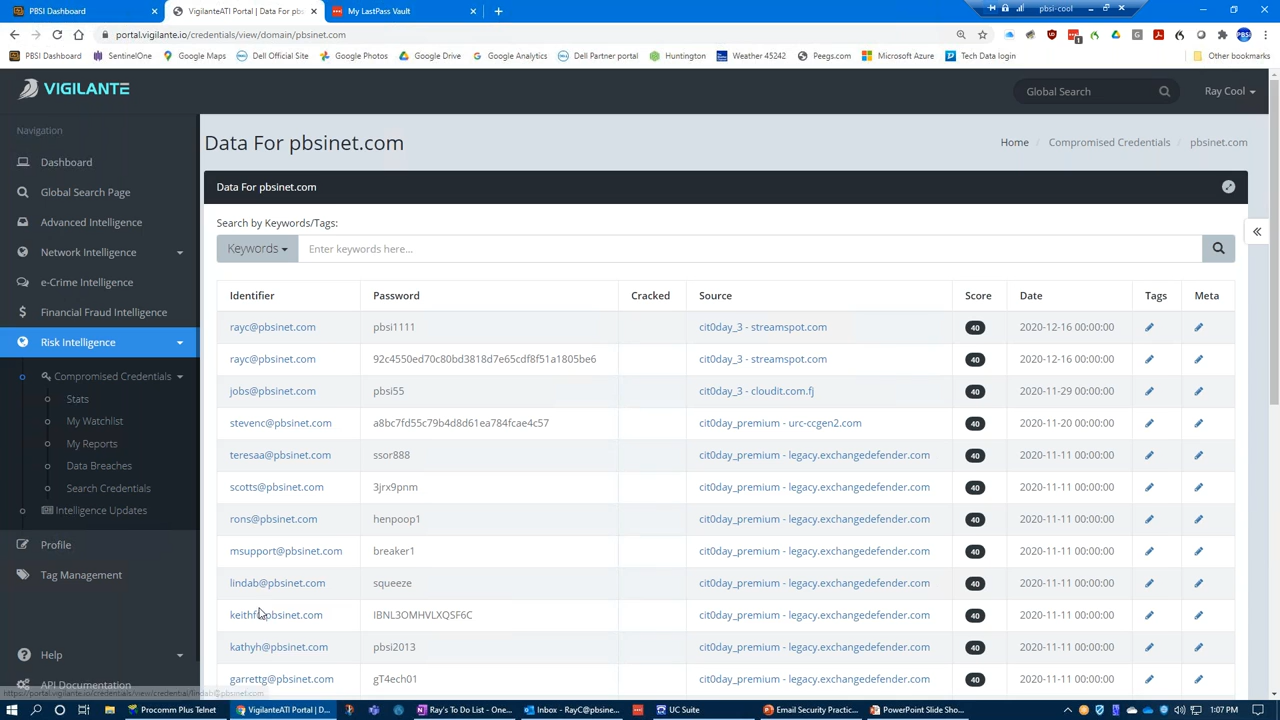 PBSI Dashboard
VigilanteATI Portal | Data For pbs
My LastPass Vault
pbsi-cool
portal.vigilante.io/credentials/view/domain/pbsinet.com
PBSI Dashboard SentinelOne Google Maps Dell Official Site Google Photos Google Drive Google Analytics Dell Partner portal Huntington Weather 45242 Peegs.com Microsoft Azure Tech Data login Other bookmarks
VIGILANTE
Global Search
Ray Cool
Navigation
Dashboard
Global Search Page
Advanced Intelligence
Network Intelligence
e-Crime Intelligence
Financial Fraud Intelligence
Risk Intelligence
Compromised Credentials
Stats
My Watchlist
My Reports
Data Breaches
Search Credentials
Intelligence Updates
Profile
Tag Management
Help
API Documentation
Data For pbsinet.com
Home / Compromised Credentials / pbsinet.com
Data For pbsinet.com
Search by Keywords/Tags:
Keywords Enter keywords here...
Identifier Password Cracked Source Score Date Tags Meta
rayc@pbsinet.com pbsi1111 cit0day_3 - streamspot.com 40 2020-12-16 00:00:00
rayc@pbsinet.com 92c4550ed70c80bd3818d7e65cdf8f51a1805be6 cit0day_3 - streamspot.com 40 2020-12-16 00:00:00
jobs@pbsinet.com pbsi55 cit0day_3 - cloudit.com.fj 40 2020-11-29 00:00:00
stevenc@pbsinet.com a8bc7fd55c79b4d8d61ea784fcae4c57 cit0day_premium - urc-ccgen2.com 40 2020-11-20 00:00:00
teresaa@pbsinet.com ssor888 cit0day_premium - legacy.exchangedefender.com 40 2020-11-11 00:00:00
scotts@pbsinet.com 3jrx9pnm cit0day_premium - legacy.exchangedefender.com 40 2020-11-11 00:00:00
rons@pbsinet.com henpoop1 cit0day_premium - legacy.exchangedefender.com 40 2020-11-11 00:00:00
msupport@pbsinet.com breaker1 cit0day_premium - legacy.exchangedefender.com 40 2020-11-11 00:00:00
lindab@pbsinet.com squeeze cit0day_premium - legacy.exchangedefender.com 40 2020-11-11 00:00:00
pbsinet.com IBNL3OMHVLXQSF6C cit0day_premium - legacy.exchangedefender.com 40 2020-11-11 00:00:00
kathyh@pbsinet.com pbsi2013 cit0day_premium - legacy.exchangedefender.com 40 2020-11-11 00:00:00
garrettg@pbsinet.com gT4ech01 cit0day_premium - legacy.exchangedefender.com 40 2020-11-11 00:00:00
https://portal.vigilante.io/credentials/view/credential/lindab@pbsinet.com
Procomm Plus Telnet VigilanteATI Portal | D... Ray's To Do List - One... Inbox - RayC@pbsine... UC Suite Email Security Practic... PowerPoint Slide Sho... 1:07 PM